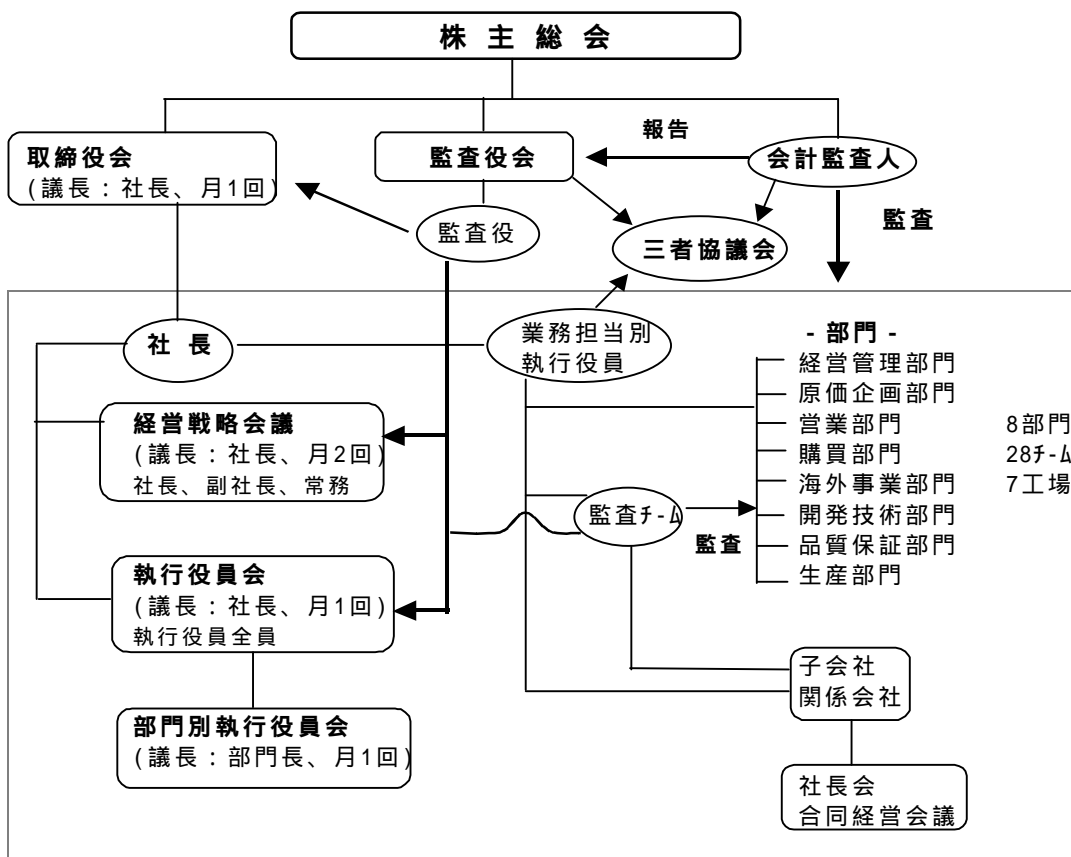 株主総会
報告
取締役会
(議長：社長、月1回)
監査役会
会計監査人
監査役
監査
三者協議会
社長
業務担当別
執行役員
- 部門 -
経営管理部門
原価企画部門
営業部門
購買部門
海外事業部門
開発技術部門
品質保証部門
生産部門
8部門
28ﾁｰﾑ
7工場
経営戦略会議
(議長：社長、月2回)
社長、副社長、常務
監査ﾁｰﾑ
監査
執行役員会
(議長：社長、月1回)
執行役員全員
子会社
関係会社
部門別執行役員会
(議長：部門長、月1回)
社長会
合同経営会議